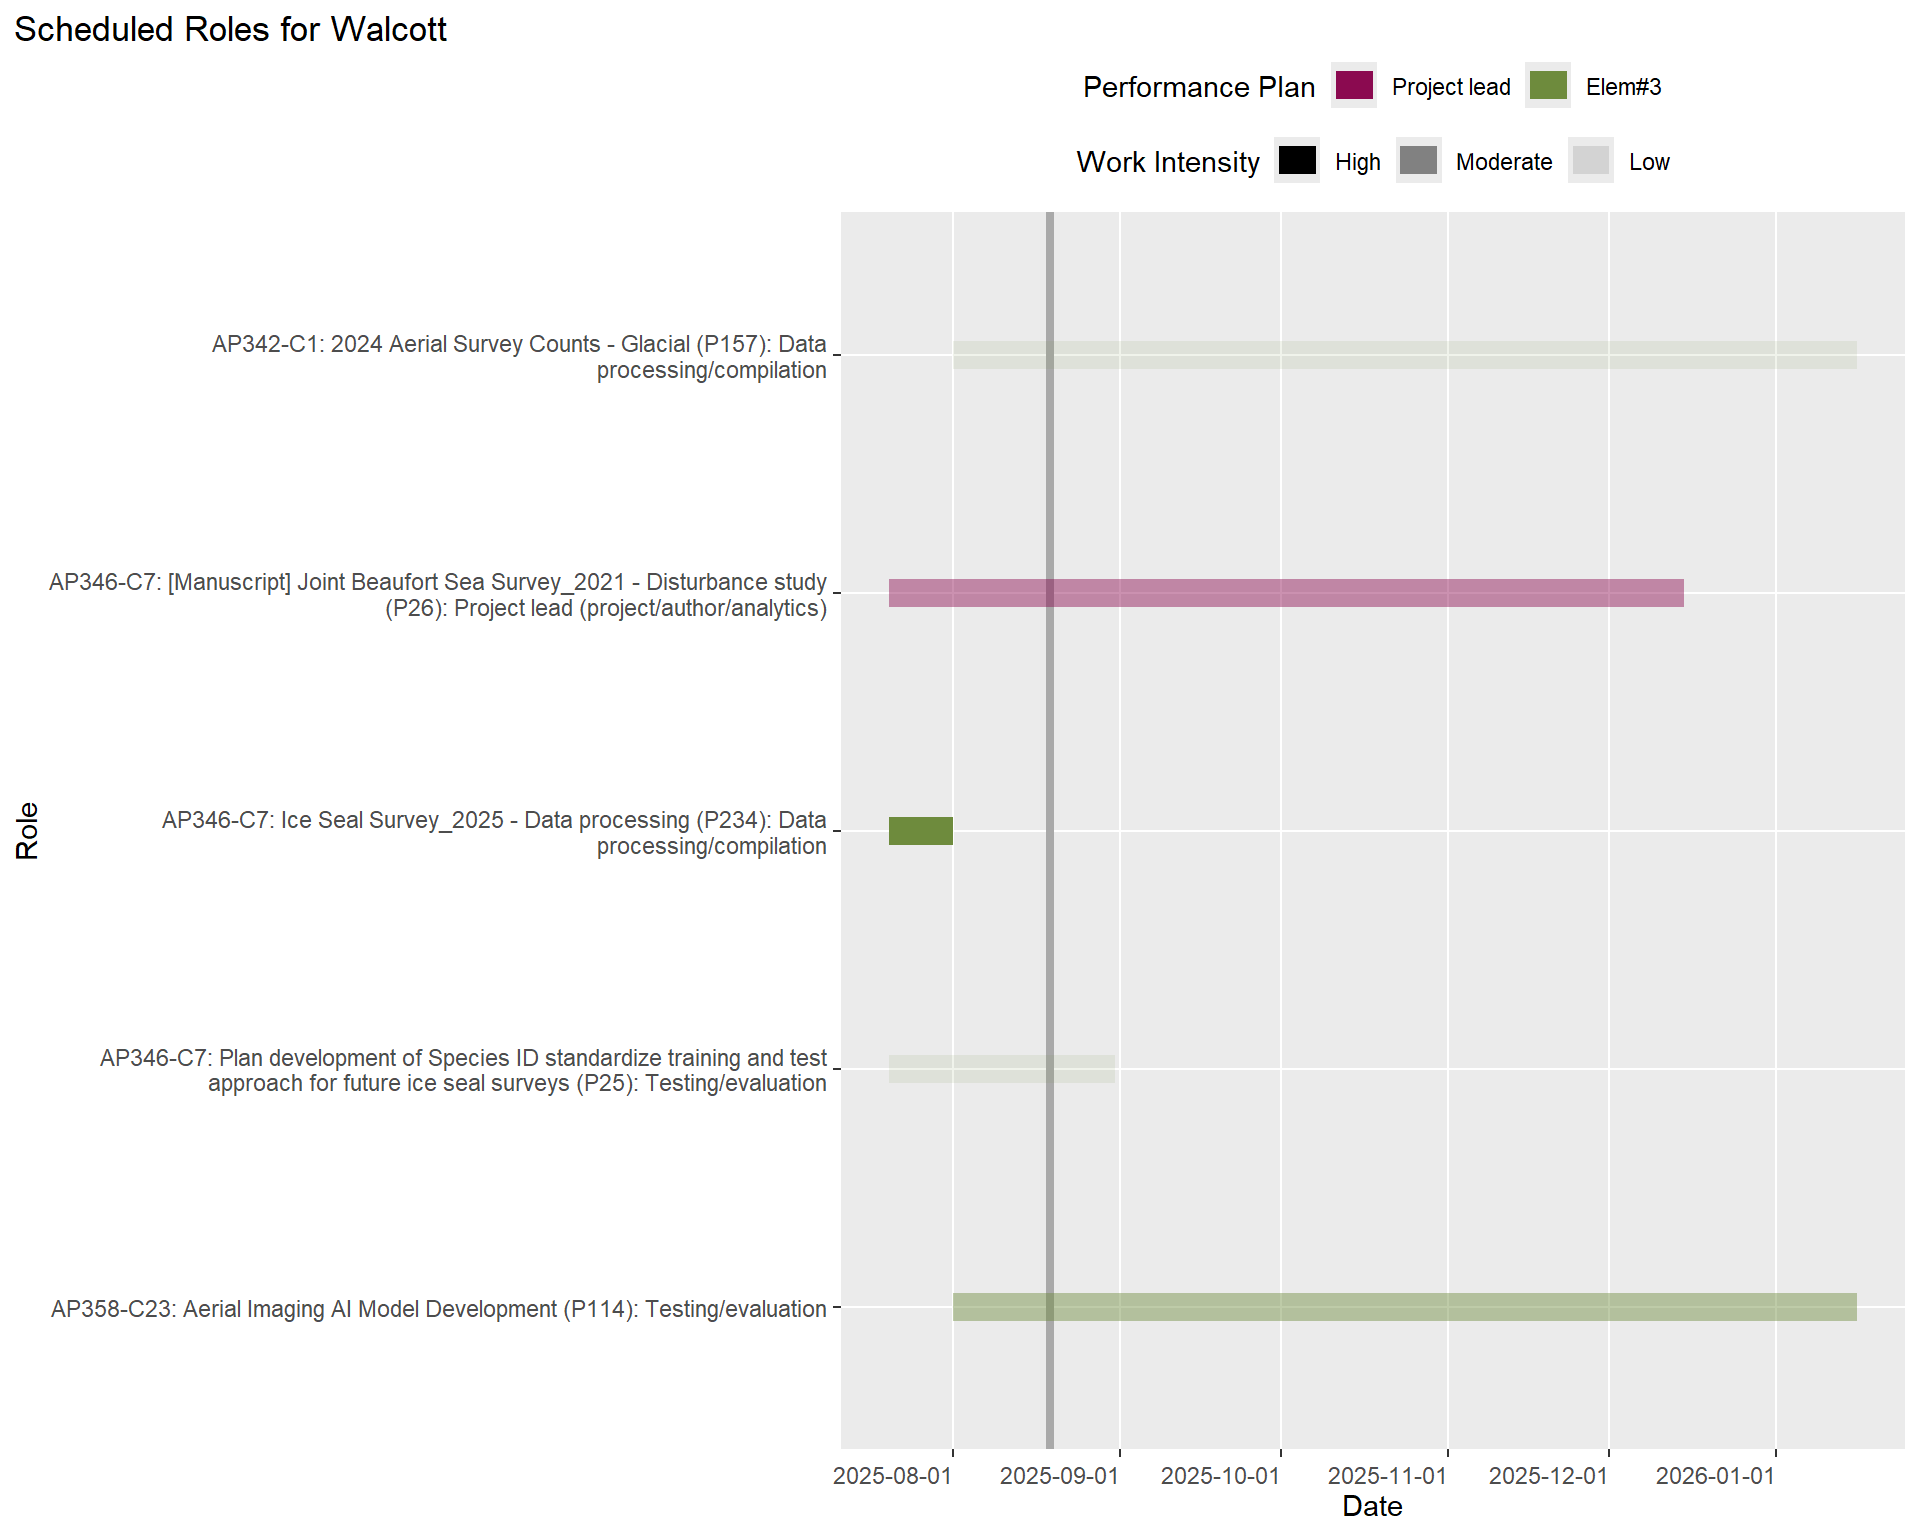 Scheduled Roles for Walcott
Performance Plan Project lead Elem#3
Work Intensity High Moderate Low
AP342-C1: 2024 Aerial Survey Counts - Glacial (P157): Data
processing/compilation
AP346-C7: [Manuscript] Joint Beaufort Sea Survey_2021 - Disturbance study
(P26): Project lead (project/author/analytics)
Role
AP346-C7: Ice Seal Survey_2025 - Data processing (P234): Data
processing/compilation
AP346-C7: Plan development of Species ID standardize training and test
approach for future ice seal surveys (P25): Testing/evaluation
AP358-C23: Aerial Imaging AI Model Development (P114): Testing/evaluation
2025-08-01 2025-09-01 2025-10-01 2025-11-01 2025-12-01 2026-01-01
Date